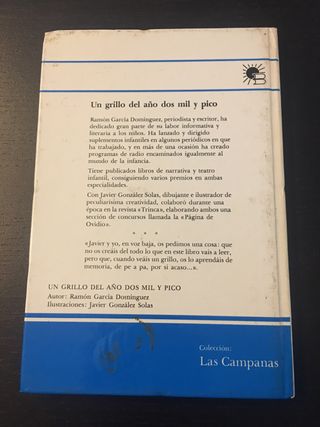 Un grillo del año dos mil y pico
Ramón García Domínguez, periodista y escritor, ha
dedicado gran parte de su labor informativa y
literaria a los niños. Ha lanzado y dirigido
suplementos infantiles en algunos periódicos en que
ha trabajado, y en más de una ocasión ha creado
programas de radio encaminados igualmente al
mundo de la infancia.
Tiene publicados libros de narrativa y teatro
infantil, consiguiendo varios premios en ambas
especialidades.
Con Javier González Solas, dibujante e ilustrador de
peculiarísima creatividad, colaboró durante una
época en la revista «Trinca», elaborando ambos una
sección de concursos llamada la «Página de
Ovidio».
* * *
«Javier y yo, en voz baja, os pedimos una cosa: que
no os creáis del todo lo que en este libro vais a leer,
pero que, cuando veáis un grillo, os lo aprendáis de
memoria, de pe a pa, por si acaso...».
UN GRILLO DEL AÑO DOS MIL Y PICO
Autor: Ramón García Domínguez
Ilustraciones: Javier González Solas
Colección:
Las Campanas